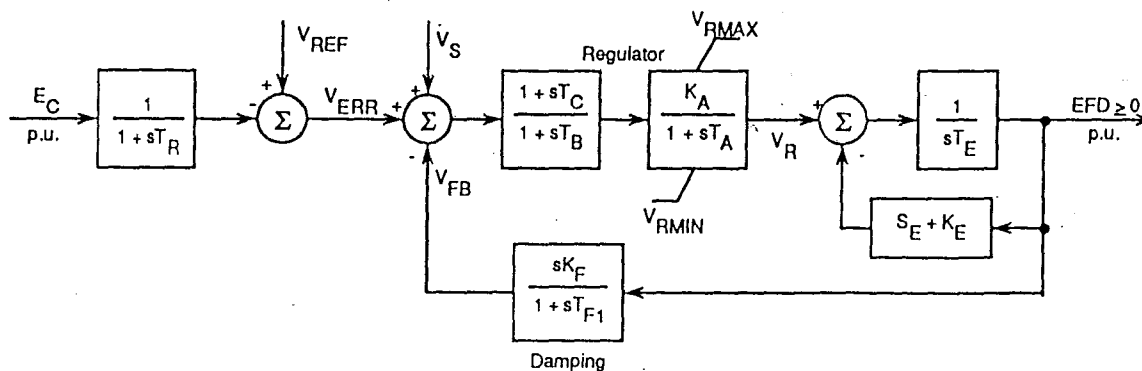 E_C
p.u.
1
1 + sT_R
V_REF
+
-
Σ
V_ERR
V_S
+
+
-
Σ
V_FB
Regulator
1 + sT_C
1 + sT_B
V_RMAX
K_A
1 + sT_A
V_RMIN
V_R
+
-
Σ
1
sT_E
EFD ≥ 0
p.u.
S_E + K_E
sK_F
1 + sT_F1
Damping